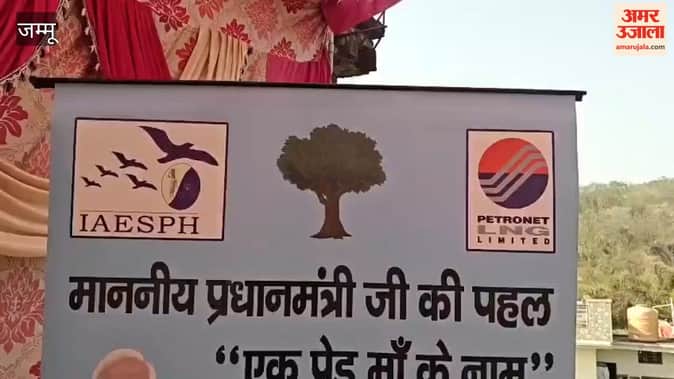 जम्मू
अमर
उजाला
amarujala.com
IAESPH
PETRONET
LNG
LIMITED
माननीय प्रधानमंत्री जी की पहल
“एक पेड़ माँ के नाम”